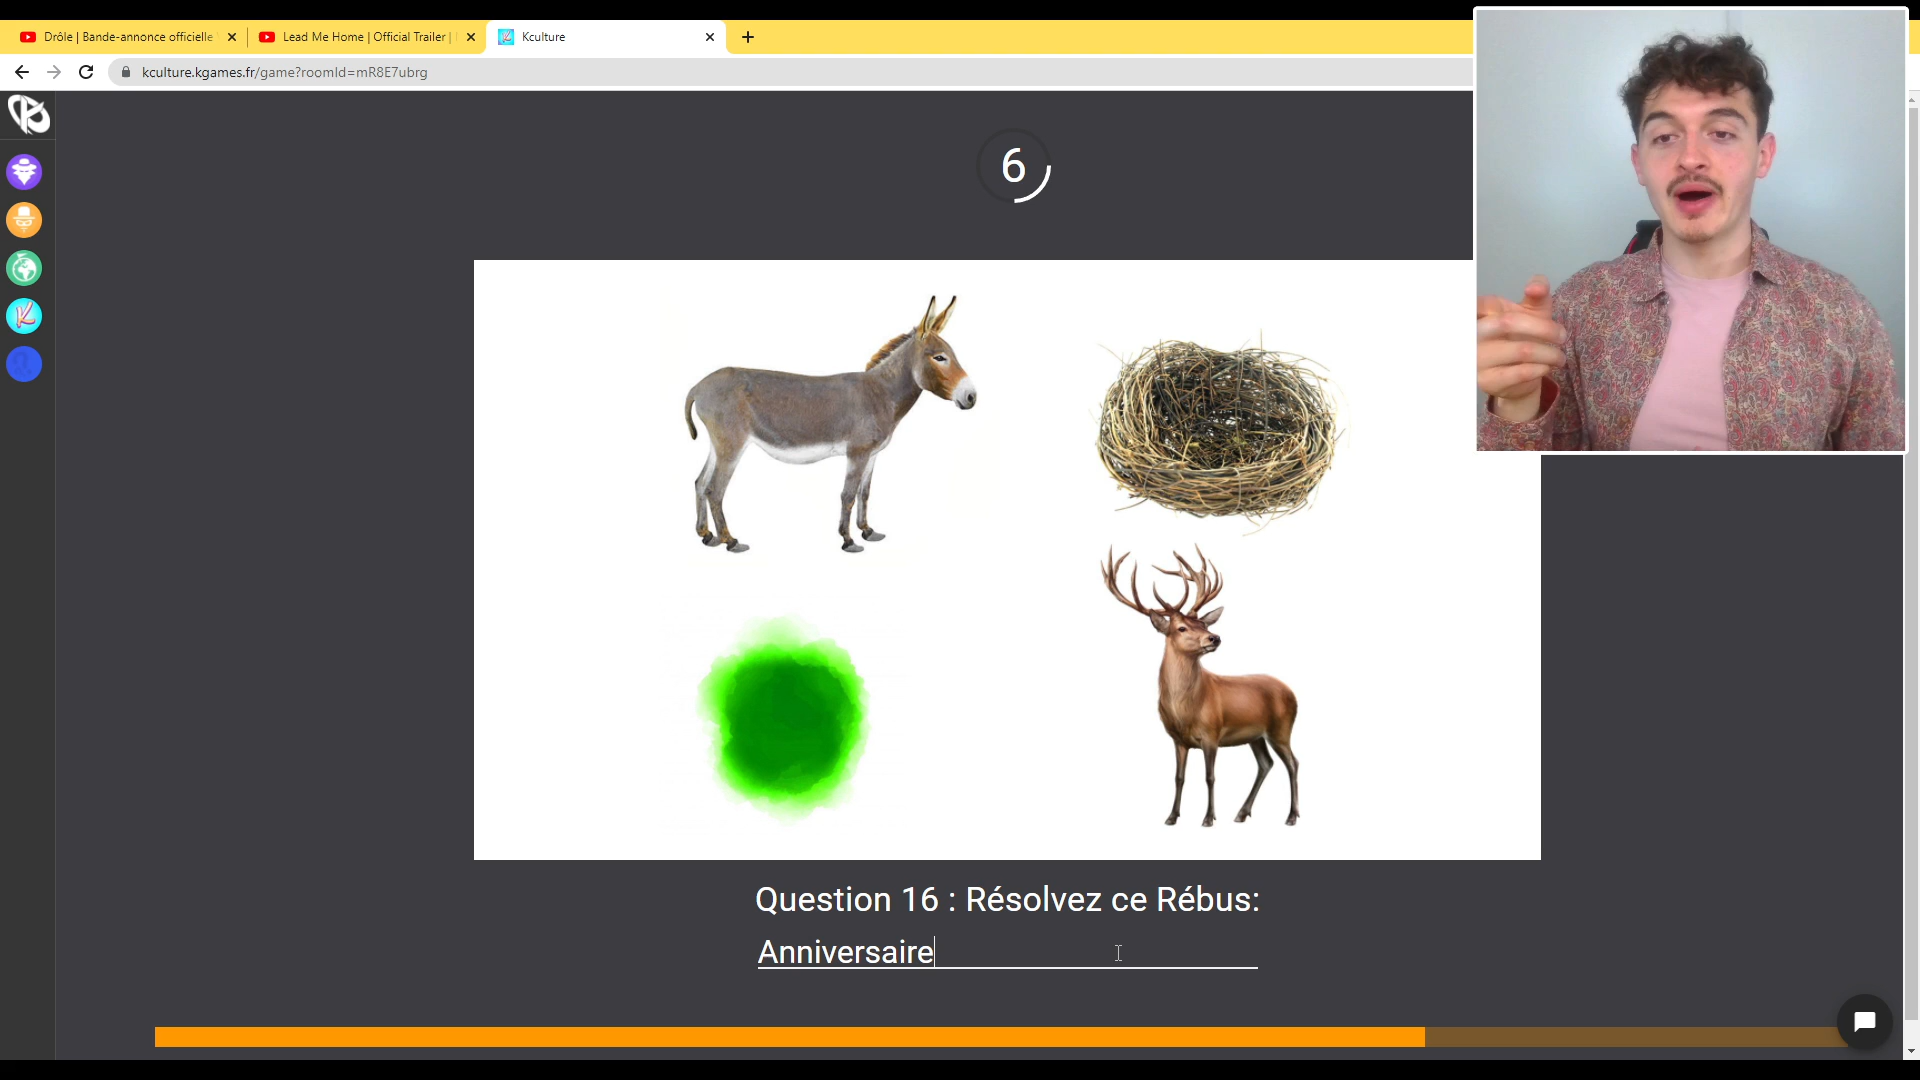 Drôle | Bande-annonce officielle
Lead Me Home | Official Trailer |
Kculture
kculture.kgames.fr/game?roomId=mR8E7ubrg
6
Question 16 : Résolvez ce Rébus:
Anniversaire